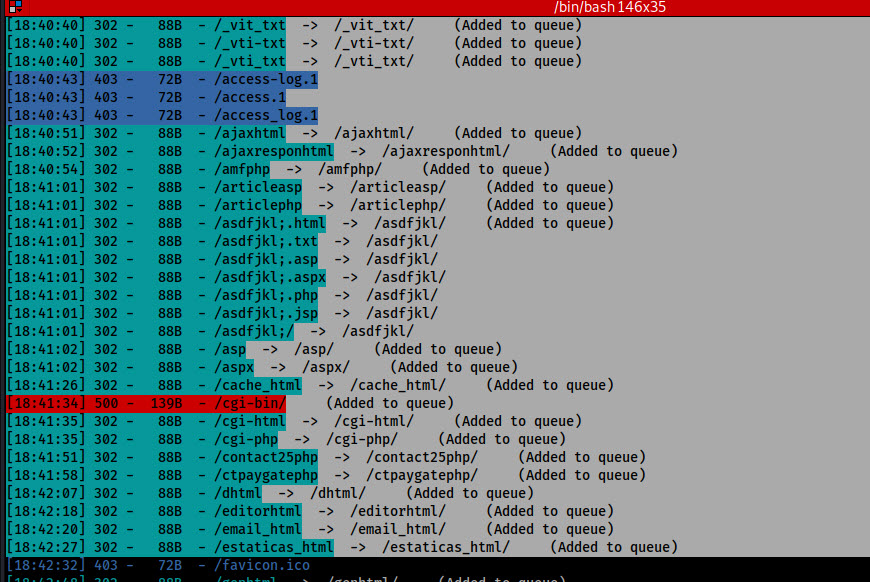 /bin/bash 146x35
[18:40:40] 302 -   88B  - /_vit_txt  ->  /_vit_txt/     (Added to queue)
[18:40:40] 302 -   88B  - /_vti-txt  ->  /_vti-txt/     (Added to queue)
[18:40:40] 302 -   88B  - /_vti_txt  ->  /_vti_txt/     (Added to queue)
[18:40:43] 403 -   72B  - /access-log.1
[18:40:43] 403 -   72B  - /access.1
[18:40:43] 403 -   72B  - /access_log.1
[18:40:51] 302 -   88B  - /ajaxhtml  ->  /ajaxhtml/     (Added to queue)
[18:40:52] 302 -   88B  - /ajaxresponhtml  ->  /ajaxresponhtml/     (Added to queue)
[18:40:54] 302 -   88B  - /amfphp  ->  /amfphp/     (Added to queue)
[18:41:01] 302 -   88B  - /articleasp  ->  /articleasp/     (Added to queue)
[18:41:01] 302 -   88B  - /articlephp  ->  /articlephp/     (Added to queue)
[18:41:01] 302 -   88B  - /asdfjkl;.html  ->  /asdfjkl/     (Added to queue)
[18:41:01] 302 -   88B  - /asdfjkl;.txt  ->  /asdfjkl/
[18:41:01] 302 -   88B  - /asdfjkl;.asp  ->  /asdfjkl/
[18:41:01] 302 -   88B  - /asdfjkl;.aspx  ->  /asdfjkl/
[18:41:01] 302 -   88B  - /asdfjkl;.php  ->  /asdfjkl/
[18:41:01] 302 -   88B  - /asdfjkl;.jsp  ->  /asdfjkl/
[18:41:01] 302 -   88B  - /asdfjkl;/  ->  /asdfjkl/
[18:41:02] 302 -   88B  - /asp  ->  /asp/     (Added to queue)
[18:41:02] 302 -   88B  - /aspx  ->  /aspx/     (Added to queue)
[18:41:26] 302 -   88B  - /cache_html  ->  /cache_html/     (Added to queue)
[18:41:34] 500 -  139B  - /cgi-bin/     (Added to queue)
[18:41:35] 302 -   88B  - /cgi-html  ->  /cgi-html/     (Added to queue)
[18:41:35] 302 -   88B  - /cgi-php  ->  /cgi-php/     (Added to queue)
[18:41:51] 302 -   88B  - /contact25php  ->  /contact25php/     (Added to queue)
[18:41:58] 302 -   88B  - /ctpaygatephp  ->  /ctpaygatephp/     (Added to queue)
[18:42:07] 302 -   88B  - /dhtml  ->  /dhtml/     (Added to queue)
[18:42:18] 302 -   88B  - /editorhtml  ->  /editorhtml/     (Added to queue)
[18:42:20] 302 -   88B  - /email_html  ->  /email_html/     (Added to queue)
[18:42:27] 302 -   88B  - /estaticas_html  ->  /estaticas_html/     (Added to queue)
[18:42:32] 403 -   72B  - /favicon.ico
302 -   88B  -   ->     (Added to queue)